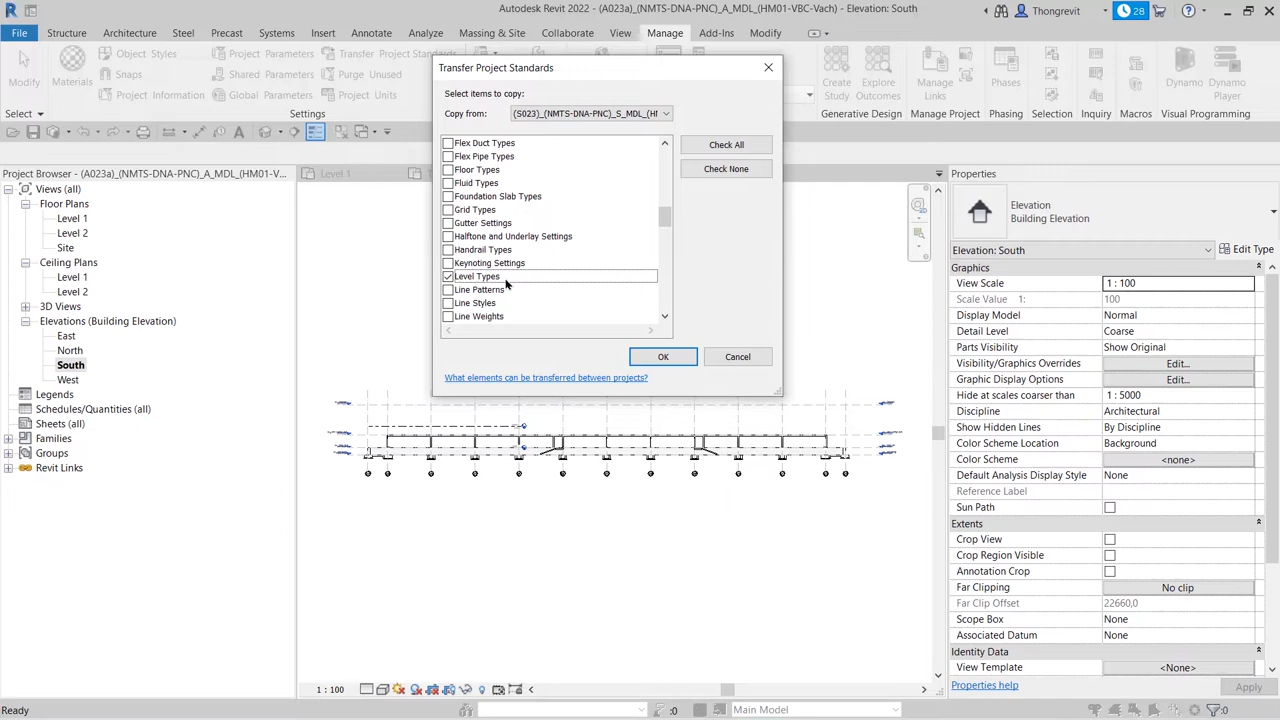 Autodesk Revit 2022 - (A023a)_(NMTS-DNA-PNC)_A_MDL_(HM01-VBC-Vach) - Elevation: South
Thongrevit
28
File
Structure
Architecture
Steel
Precast
Systems
Insert
Annotate
Analyze
Massing & Site
Collaborate
View
Manage
Add-Ins
Modify
Modify
Materials
Object Styles
Snaps
Project Information
Project Parameters
Shared Parameters
Global Parameters
Transfer Project Standards
Purge Unused
Project Units
Create
Study
Explore
Outcomes
Manage
Links
Phases
Dynamo
Dynamo
Player
Select
Settings
Generative Design
Manage Project
Phasing
Selection
Inquiry
Macros
Visual Programming
Project Browser - (A023a)_(NMTS-DNA-PNC)_A_MDL_(HM01-V...
Views (all)
Floor Plans
Level 1
Level 2
Site
Ceiling Plans
Level 1
Level 2
3D Views
Elevations (Building Elevation)
East
North
South
West
Legends
Schedules/Quantities (all)
Sheets (all)
Families
Groups
Revit Links
Level 1
Transfer Project Standards
Select items to copy:
Copy from:
(S023)_(NMTS-DNA-PNC)_S_MDL_(HI
Flex Duct Types
Flex Pipe Types
Floor Types
Fluid Types
Foundation Slab Types
Grid Types
Gutter Settings
Halftone and Underlay Settings
Handrail Types
Keynoting Settings
Level Types
Line Patterns
Line Styles
Line Weights
Check All
Check None
OK
Cancel
What elements can be transferred between projects?
Properties
Elevation
Building Elevation
Elevation: South
Edit Type
Graphics
View Scale
1 : 100
Scale Value 1:
100
Display Model
Normal
Detail Level
Coarse
Parts Visibility
Show Original
Visibility/Graphics Overrides
Edit...
Graphic Display Options
Edit...
Hide at scales coarser than
1 : 5000
Discipline
Architectural
Show Hidden Lines
By Discipline
Color Scheme Location
Background
Color Scheme
<none>
Default Analysis Display Style
None
Reference Label
Sun Path
Extents
Crop View
Crop Region Visible
Annotation Crop
Far Clipping
No clip
Far Clip Offset
22660,0
Scope Box
None
Associated Datum
None
Identity Data
View Template
<None>
Properties help
Apply
1 : 100
Ready
:0
Main Model
:0